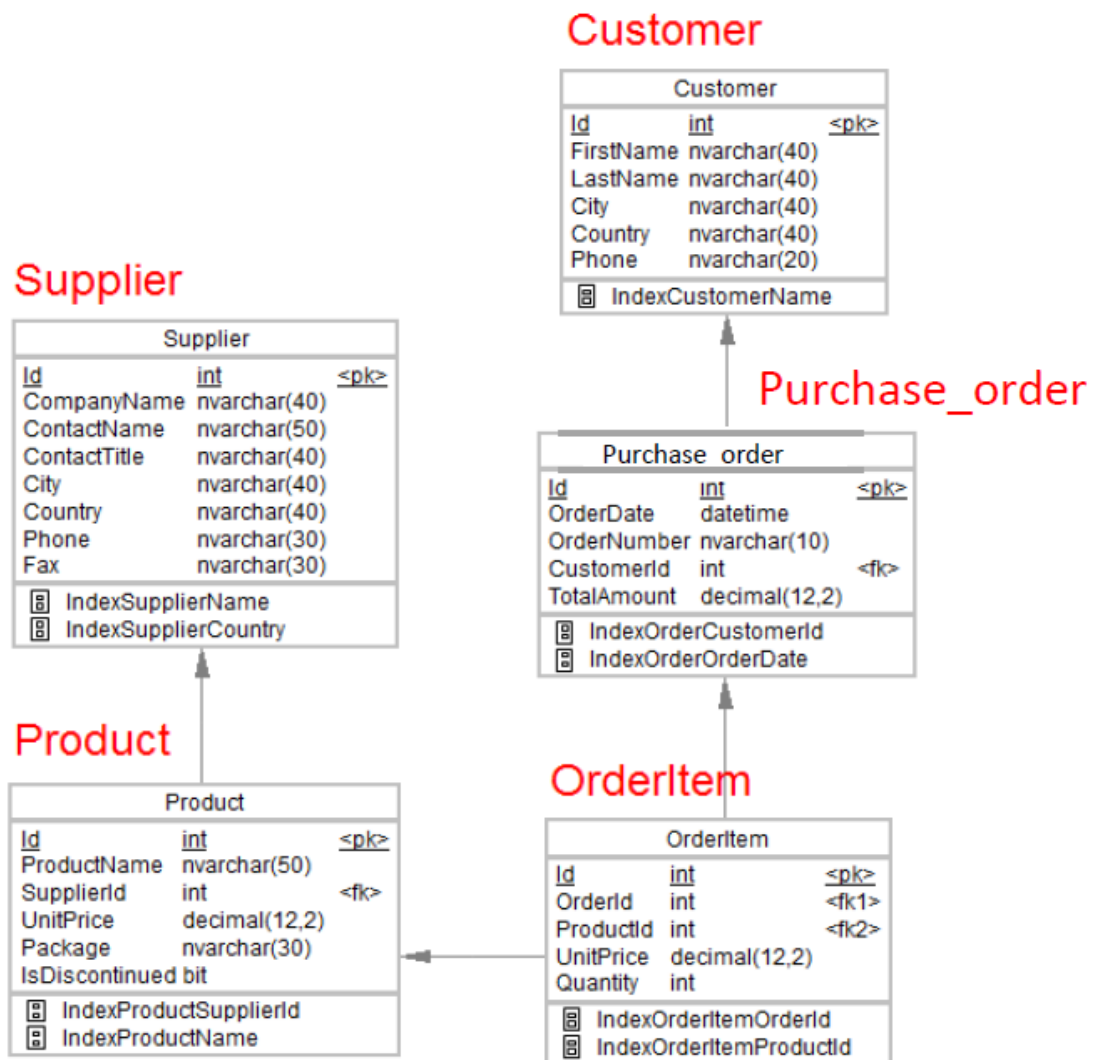 Customer
Customer
Id int <pk>
FirstName nvarchar(40)
LastName nvarchar(40)
City nvarchar(40)
Country nvarchar(40)
Phone nvarchar(20)
IndexCustomerName
Supplier
Supplier
Id int <pk>
CompanyName nvarchar(40)
ContactName nvarchar(50)
ContactTitle nvarchar(40)
City nvarchar(40)
Country nvarchar(40)
Phone nvarchar(30)
Fax nvarchar(30)
IndexSupplierName
IndexSupplierCountry
Purchase_order
Purchase order
Id int <pk>
OrderDate datetime
OrderNumber nvarchar(10)
CustomerId int <fk>
TotalAmount decimal(12,2)
IndexOrderCustomerId
IndexOrderOrderDate
Product
Product
Id int <pk>
ProductName nvarchar(50)
SupplierId int <fk>
UnitPrice decimal(12,2)
Package nvarchar(30)
IsDiscontinued bit
IndexProductSupplierId
IndexProductName
OrderItem
OrderItem
Id int <pk>
OrderId int <fk1>
ProductId int <fk2>
UnitPrice decimal(12,2)
Quantity int
IndexOrderItemOrderId
IndexOrderItemProductId